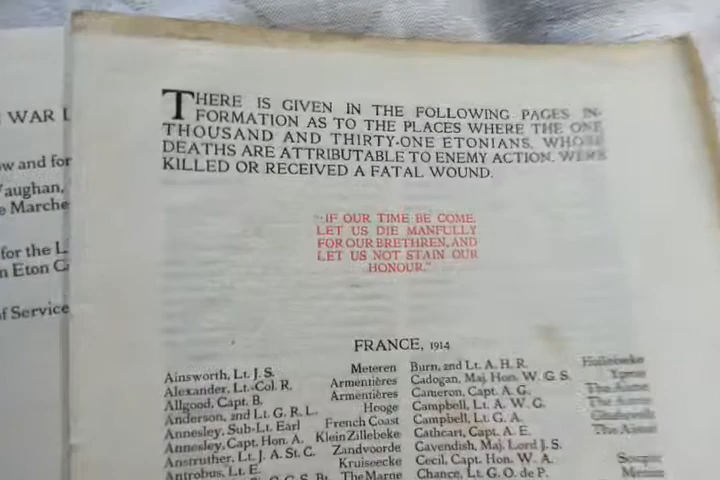 WAR L
w and for
Vaughan,
e Marche
for the L
n Eton C
of Service
THERE IS GIVEN IN THE FOLLOWING PAGES IN-
FORMATION AS TO THE PLACES WHERE THE ONE
THOUSAND AND THIRTY-ONE ETONIANS, WHOSE
DEATHS ARE ATTRIBUTABLE TO ENEMY ACTION, WERE
KILLED OR RECEIVED A FATAL WOUND.
"IF OUR TIME BE COME,
LET US DIE MANFULLY
FOR OUR BRETHREN, AND
LET US NOT STAIN OUR
HONOUR."
FRANCE, 1914
Ainsworth, Lt. J. S. Meteren
Alexander, Lt.-Col. R. Armentières
Allgood, Capt. B. Armentières
Anderson, 2nd Lt. G. R. L. Hooge
Annesley, Sub-Lt. Earl French Coast
Annesley, Capt. Hon. A. Klein Zillebeke
Anstruther, Lt. J. A. St. C. Zandvoorde
Antrobus, Lt. E. Kruiseecke
The Marne
Burn, 2nd Lt. A. H. R. Hollebeke
Cadogan, Maj. Hon. W. G. S. Ypres
Cameron, Capt. A. G. The Aisne
Campbell, Lt. A. W. G. The Aisne
Campbell, Lt. G. A.
Cathcart, Capt. A. E. The Aisne
Cavendish, Maj. Lord J. S.
Cecil, Capt. Hon. W. A. Soupir
Chance, Lt. G. O. de P.